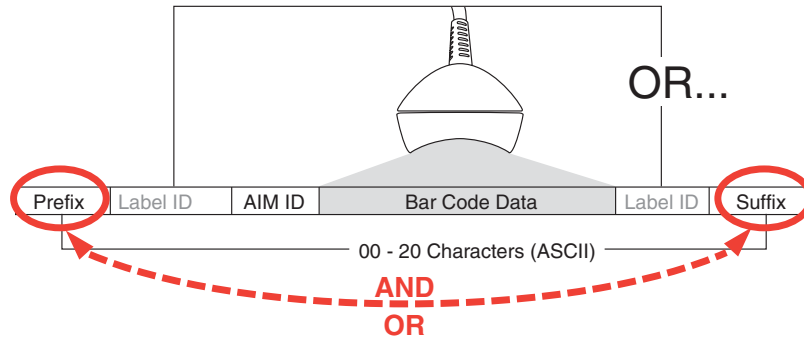 OR...
Prefix Label ID AIM ID Bar Code Data Label ID Suffix
00 - 20 Characters (ASCII)
AND
OR